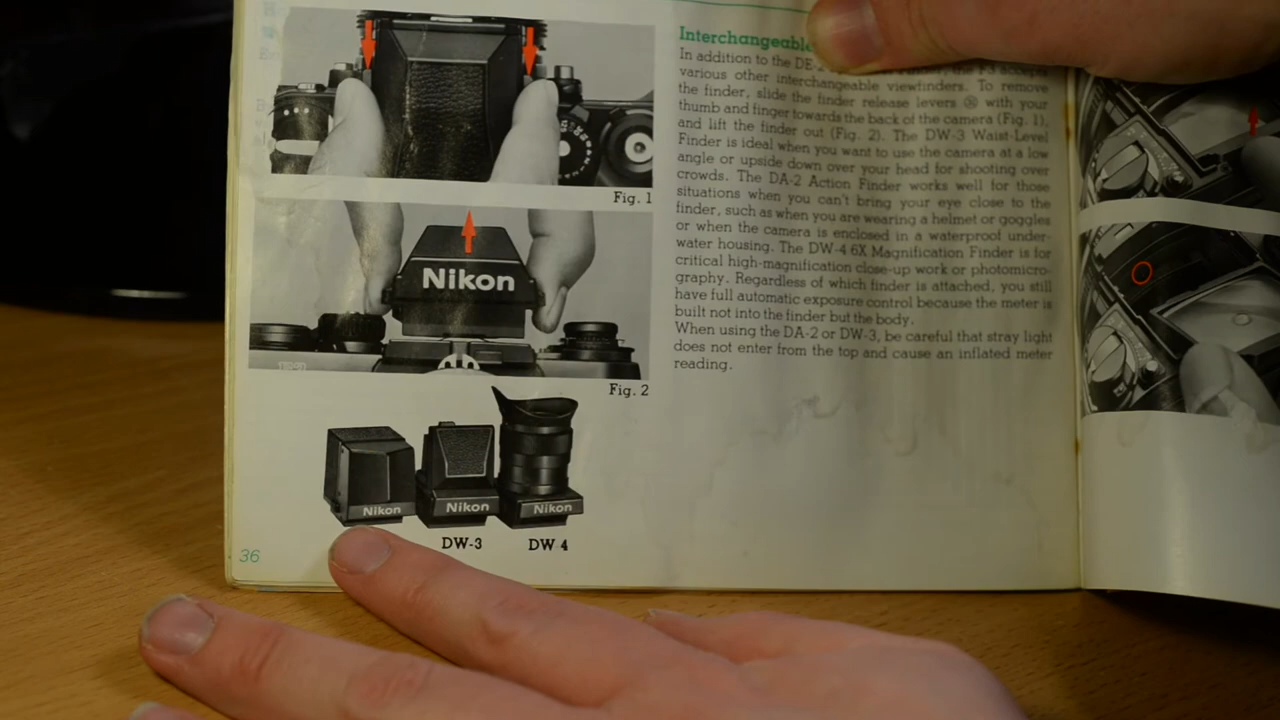 Fig. 1
Nikon
Fig. 2
Nikon
Nikon
Nikon
DW-3
DW 4
36
Interchangeable
In addition to the DE- the F3 accepts
various other interchangeable viewfinders. To remove
the finder, slide the finder release levers with your
thumb and finger towards the back of the camera (Fig. 1),
and lift the finder out (Fig. 2). The DW-3 Waist-Level
Finder is ideal when you want to use the camera at a low
angle or upside down over your head for shooting over
crowds. The DA-2 Action Finder works well for those
situations when you can't bring your eye close to the
finder, such as when you are wearing a helmet or goggles
or when the camera is enclosed in a waterproof under-
water housing. The DW-4 6X Magnification Finder is for
critical high-magnification close-up work or photomicro-
graphy. Regardless of which finder is attached, you still
have full automatic exposure control because the meter is
built not into the finder but the body.
When using the DA-2 or DW-3, be careful that stray light
does not enter from the top and cause an inflated meter
reading.